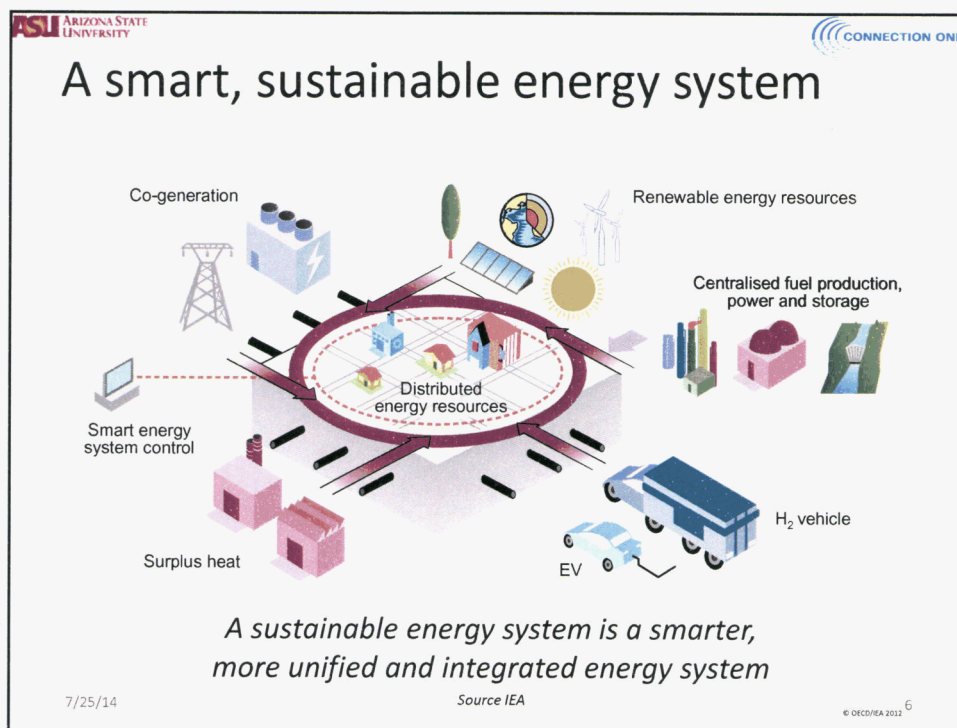 ASU ARIZONA STATE
UNIVERSITY
CONNECTION ONE
A smart, sustainable energy system
Co-generation
Renewable energy resources
Centralised fuel production,
power and storage
Distributed
energy resources
Smart energy
system control
Surplus heat
EV
H₂ vehicle
A sustainable energy system is a smarter,
more unified and integrated energy system
7/25/14
Source IEA
© OECD/IEA 2012
6